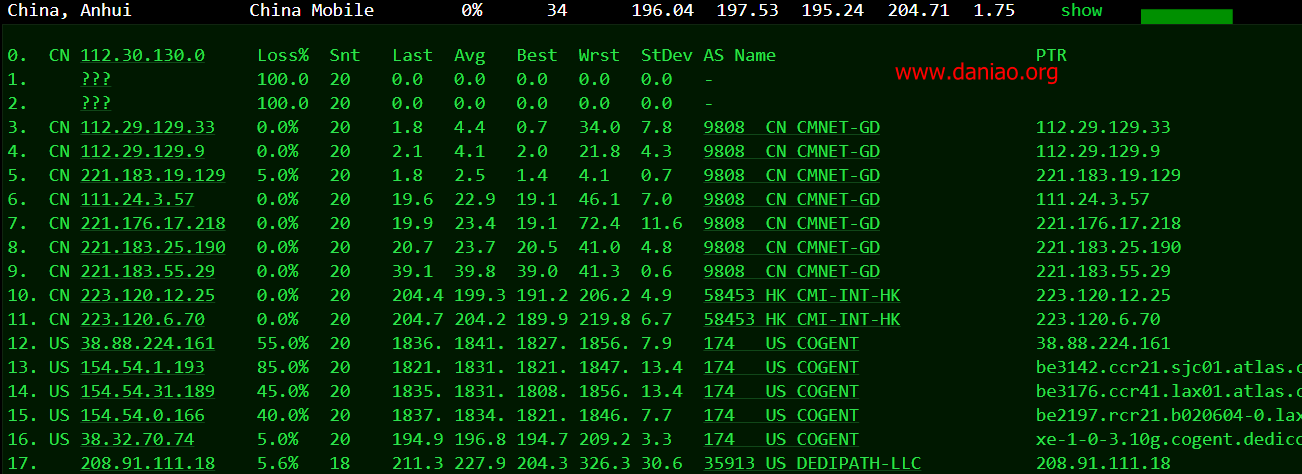 China, Anhui China Mobile 0% 34 196.04 197.53 195.24 204.71 1.75 show
0. CN 112.30.130.0 Loss% Snt Last Avg Best Wrst StDev AS Name PTR
www.daniao.org
1. ??? 100.0 20 0.0 0.0 0.0 0.0 0.0 -
2. ??? 100.0 20 0.0 0.0 0.0 0.0 0.0 -
3. CN 112.29.129.33 0.0% 20 1.8 4.4 0.7 34.0 7.8 9808 CN CMNET-GD 112.29.129.33
4. CN 112.29.129.9 0.0% 20 2.1 4.1 2.0 21.8 4.3 9808 CN CMNET-GD 112.29.129.9
5. CN 221.183.19.129 5.0% 20 1.8 2.5 1.4 4.1 0.7 9808 CN CMNET-GD 221.183.19.129
6. CN 111.24.3.57 0.0% 20 19.6 22.9 19.1 46.1 7.0 9808 CN CMNET-GD 111.24.3.57
7. CN 221.176.17.218 0.0% 20 19.9 23.4 19.1 72.4 11.6 9808 CN CMNET-GD 221.176.17.218
8. CN 221.183.25.190 0.0% 20 20.7 23.7 20.5 41.0 4.8 9808 CN CMNET-GD 221.183.25.190
9. CN 221.183.55.29 0.0% 20 39.1 39.8 39.0 41.3 0.6 9808 CN CMNET-GD 221.183.55.29
10. CN 223.120.12.25 0.0% 20 204.4 199.3 191.2 206.2 4.9 58453 HK CMI-INT-HK 223.120.12.25
11. CN 223.120.6.70 0.0% 20 204.7 204.2 189.9 219.8 6.7 58453 HK CMI-INT-HK 223.120.6.70
12. US 38.88.224.161 55.0% 20 1836. 1841. 1827. 1856. 7.9 174 US COGENT 38.88.224.161
13. US 154.54.1.193 85.0% 20 1821. 1831. 1821. 1847. 13.4 174 US COGENT be3142.ccr21.sjc01.atlas.c
14. US 154.54.31.189 45.0% 20 1835. 1831. 1808. 1856. 13.4 174 US COGENT be3176.ccr41.lax01.atlas.c
15. US 154.54.0.166 40.0% 20 1837. 1834. 1821. 1846. 7.7 174 US COGENT be2197.rcr21.b020604-0.lax
16. US 38.32.70.74 5.0% 20 194.9 196.8 194.7 209.2 3.3 174 US COGENT xe-1-0-3.10g.cogent.dedico
17. 208.91.111.18 5.6% 18 211.3 227.9 204.3 326.3 30.6 35913 US DEDIPATH-LLC 208.91.111.18